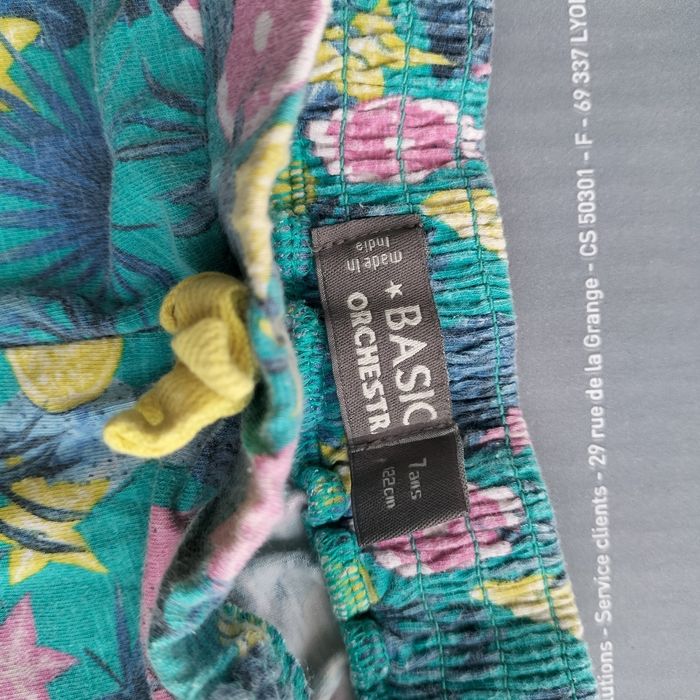 made in
India
★ BASIC
ORCHESTR
7 ans
122cm
utions - Service clients - 29 rue de la Grange - CS 50301 - F - 69 337 LYO